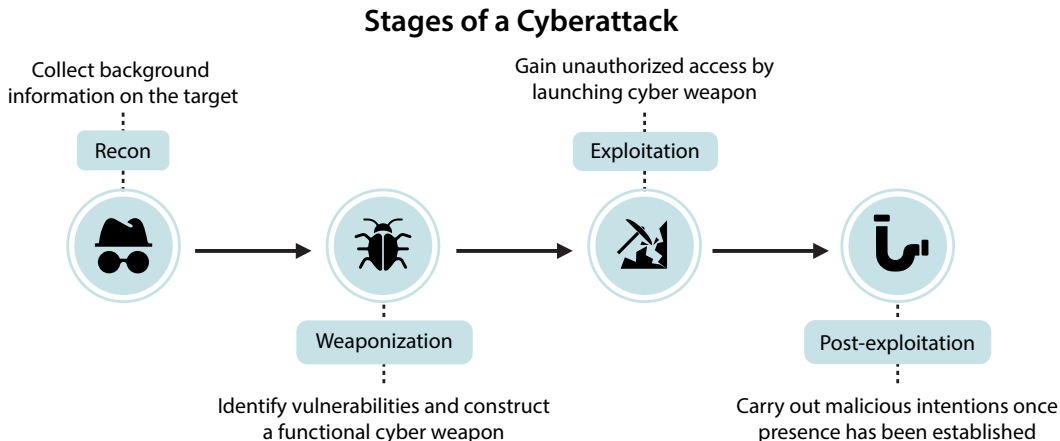 Stages of a Cyberattack
Collect background
information on the target
Recon
Weaponization
Identify vulnerabilities and construct
a functional cyber weapon
Gain unauthorized access by
launching cyber weapon
Exploitation
Post-exploitation
Carry out malicious intentions once
presence has been established